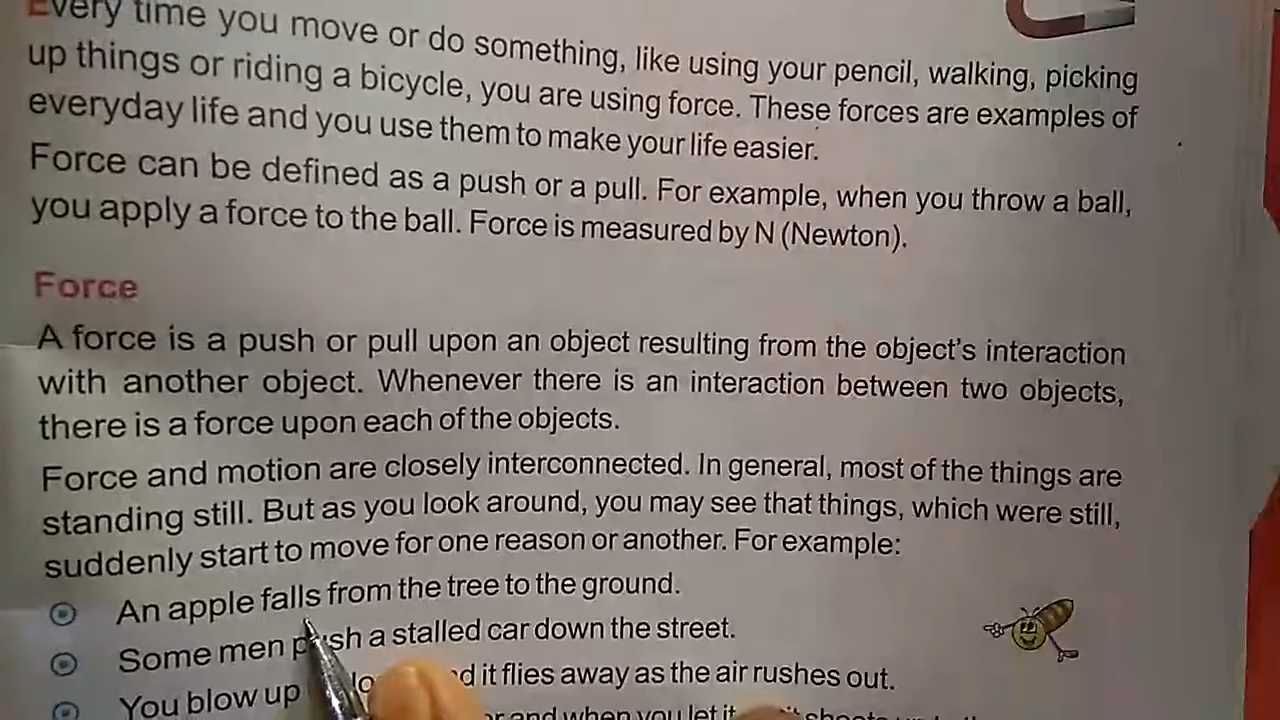 Every time you move or do something, like using your pencil, walking, picking
up things or riding a bicycle, you are using force. These forces are examples of
everyday life and you use them to make your life easier.
Force can be defined as a push or a pull. For example, when you throw a ball,
you apply a force to the ball. Force is measured by N (Newton).
Force
A force is a push or pull upon an object resulting from the object's interaction
with another object. Whenever there is an interaction between two objects,
there is a force upon each of the objects.
Force and motion are closely interconnected. In general, most of the things are
standing still. But as you look around, you may see that things, which were still,
suddenly start to move for one reason or another. For example:
An apple falls from the tree to the ground.
Some men push a stalled car down the street.
You blow up it flies away as the air rushes out.
and when you let it